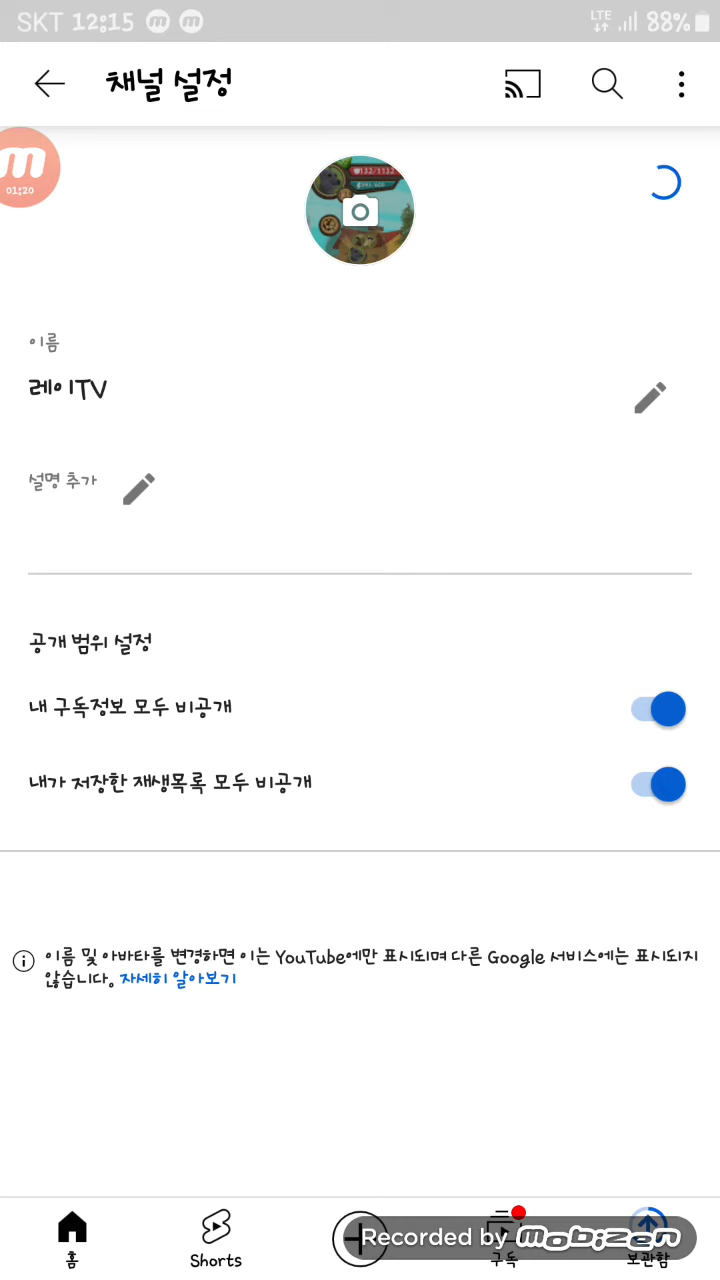 SKT 12:15
LTE 88%
채널 설정
01:20
132/1132
이름
레이TV
설명 추가
공개 범위 설정
내 구독정보 모두 비공개
내가 저장한 재생목록 모두 비공개
이름 및 아바타를 변경하면 이는 YouTube에만 표시되며 다른 Google 서비스에는 표시되지
않습니다. 자세히 알아보기
Recorded by mobizen
홈
Shorts
구독
보관함